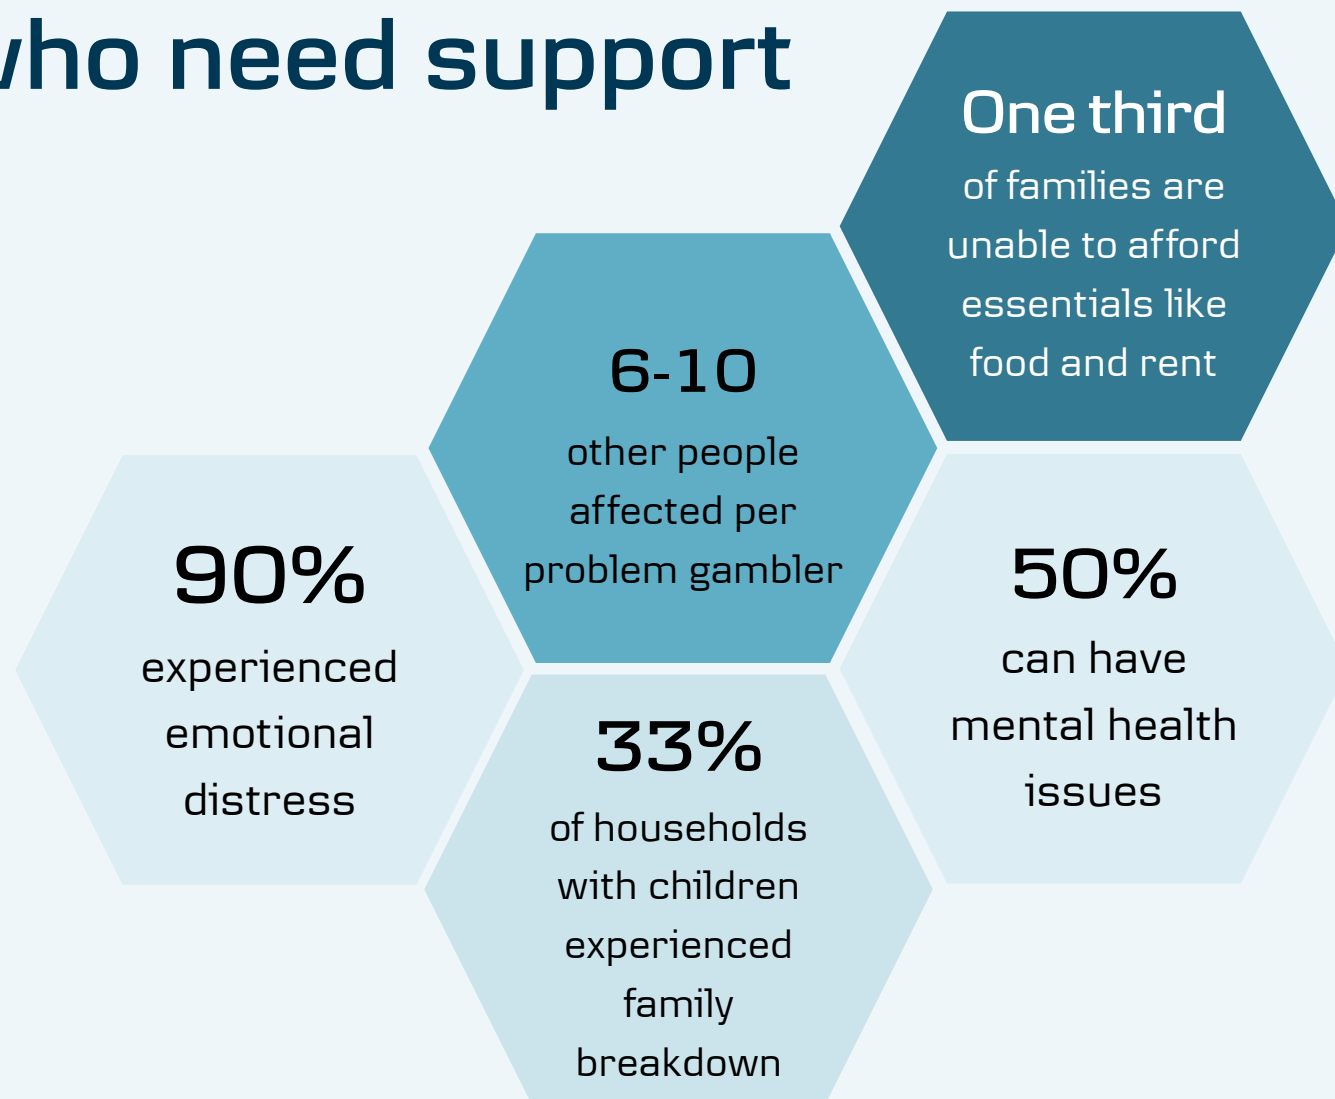 who need support
One third
of families are
unable to afford
essentials like
food and rent
6-10
other people
affected per
problem gambler
90%
experienced
emotional
distress
50%
can have
mental health
issues
33%
of households
with children
experienced
family
breakdown